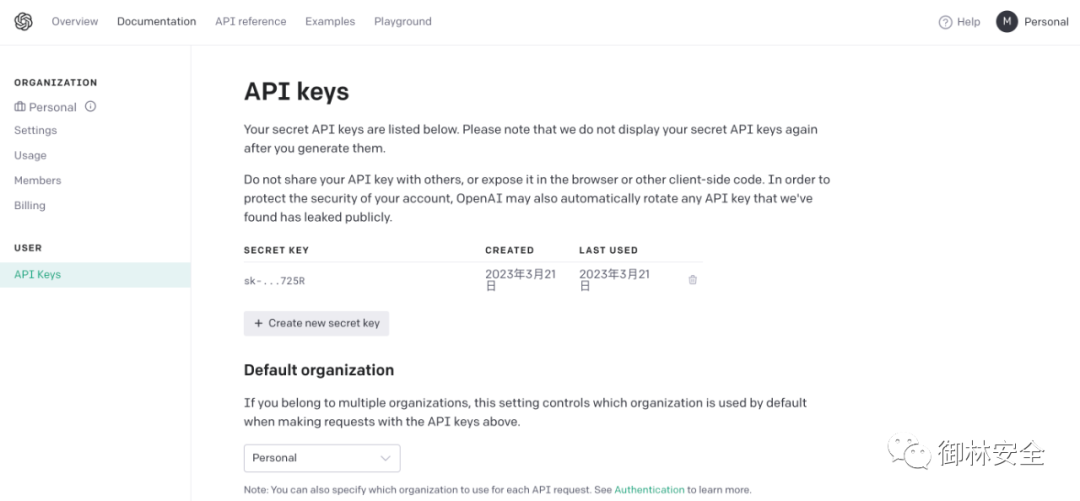 Overview Documentation API reference Examples Playground
Help M Personal
ORGANIZATION
Personal
Settings
Usage
Members
Billing
USER
API Keys
API keys
Your secret API keys are listed below. Please note that we do not display your secret API keys again
after you generate them.
Do not share your API key with others, or expose it in the browser or other client-side code. In order to
protect the security of your account, OpenAI may also automatically rotate any API key that we've
found has leaked publicly.
SECRET KEY CREATED LAST USED
sk-...725R 2023年3月21日 2023年3月21日
+ Create new secret key
Default organization
If you belong to multiple organizations, this setting controls which organization is used by default
when making requests with the API keys above.
Personal
Note: You can also specify which organization to use for each API request. See Authentication to learn more.
御林安全